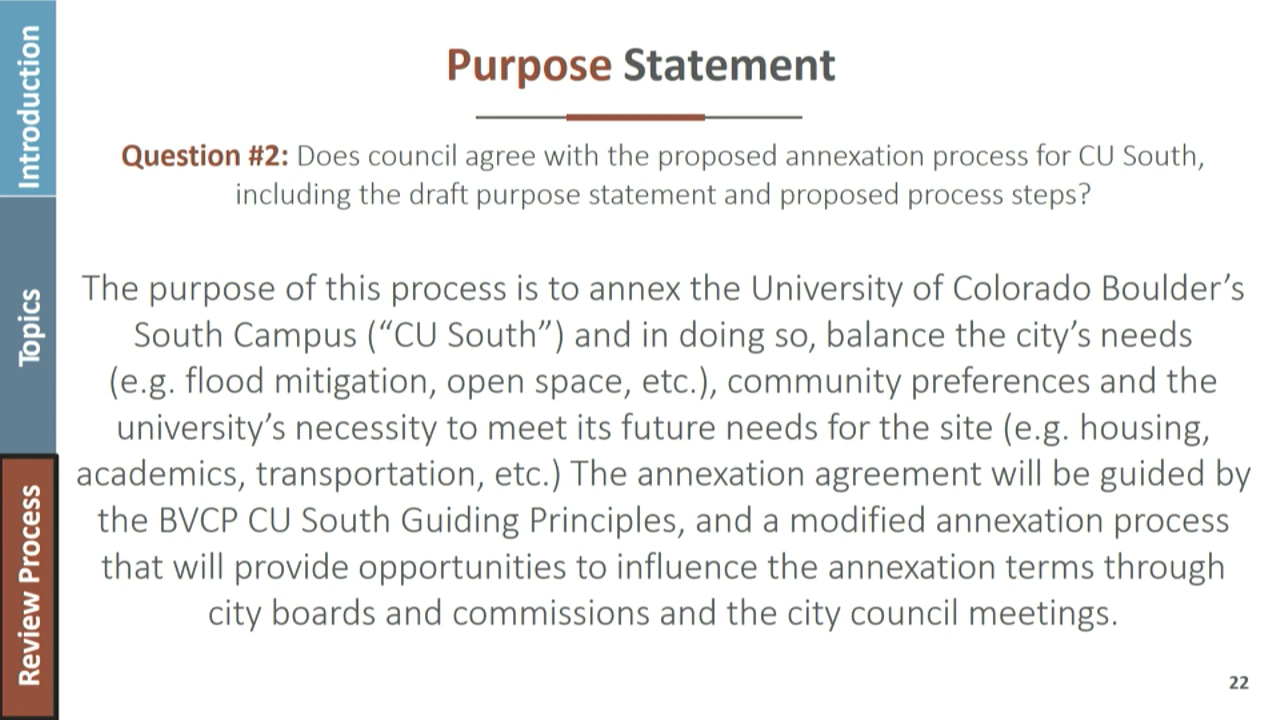 Introduction
Topics
Review Process
Purpose Statement
Question #2: Does council agree with the proposed annexation process for CU South,
including the draft purpose statement and proposed process steps?
The purpose of this process is to annex the University of Colorado Boulder’s
South Campus (“CU South”) and in doing so, balance the city’s needs
(e.g. flood mitigation, open space, etc.), community preferences and the
university’s necessity to meet its future needs for the site (e.g. housing,
academics, transportation, etc.) The annexation agreement will be guided by
the BVCP CU South Guiding Principles, and a modified annexation process
that will provide opportunities to influence the annexation terms through
city boards and commissions and the city council meetings.
22